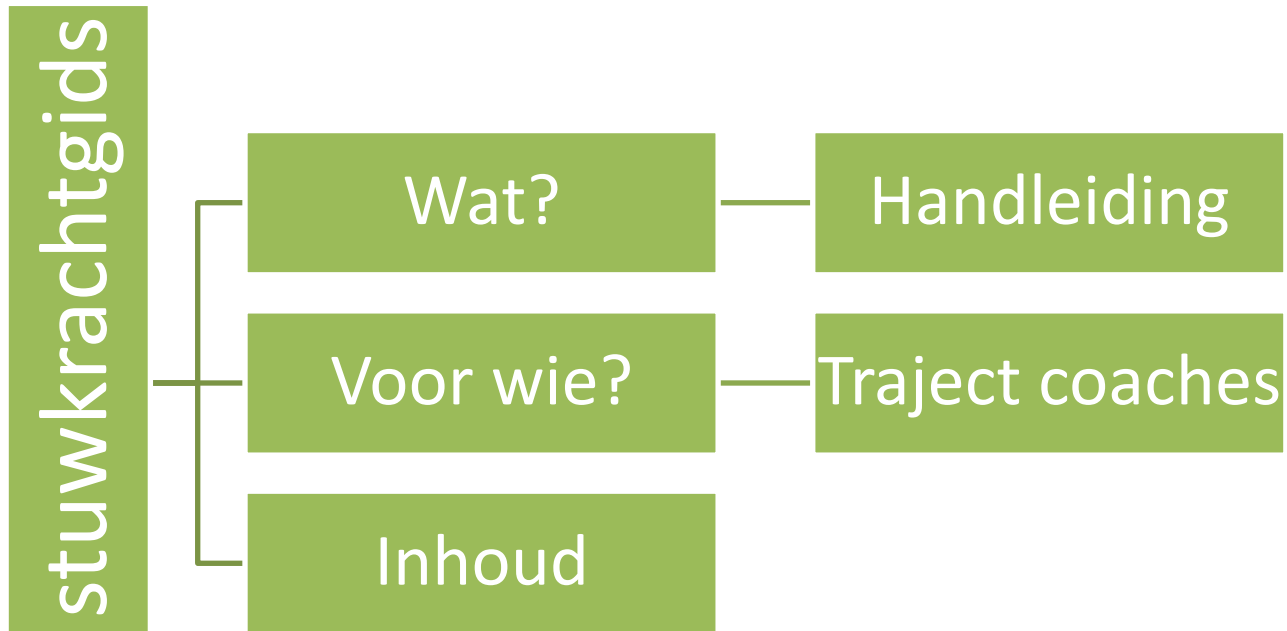 stuwkrachtgids
Wat?
Handleiding
Voor wie?
Traject coaches
Inhoud